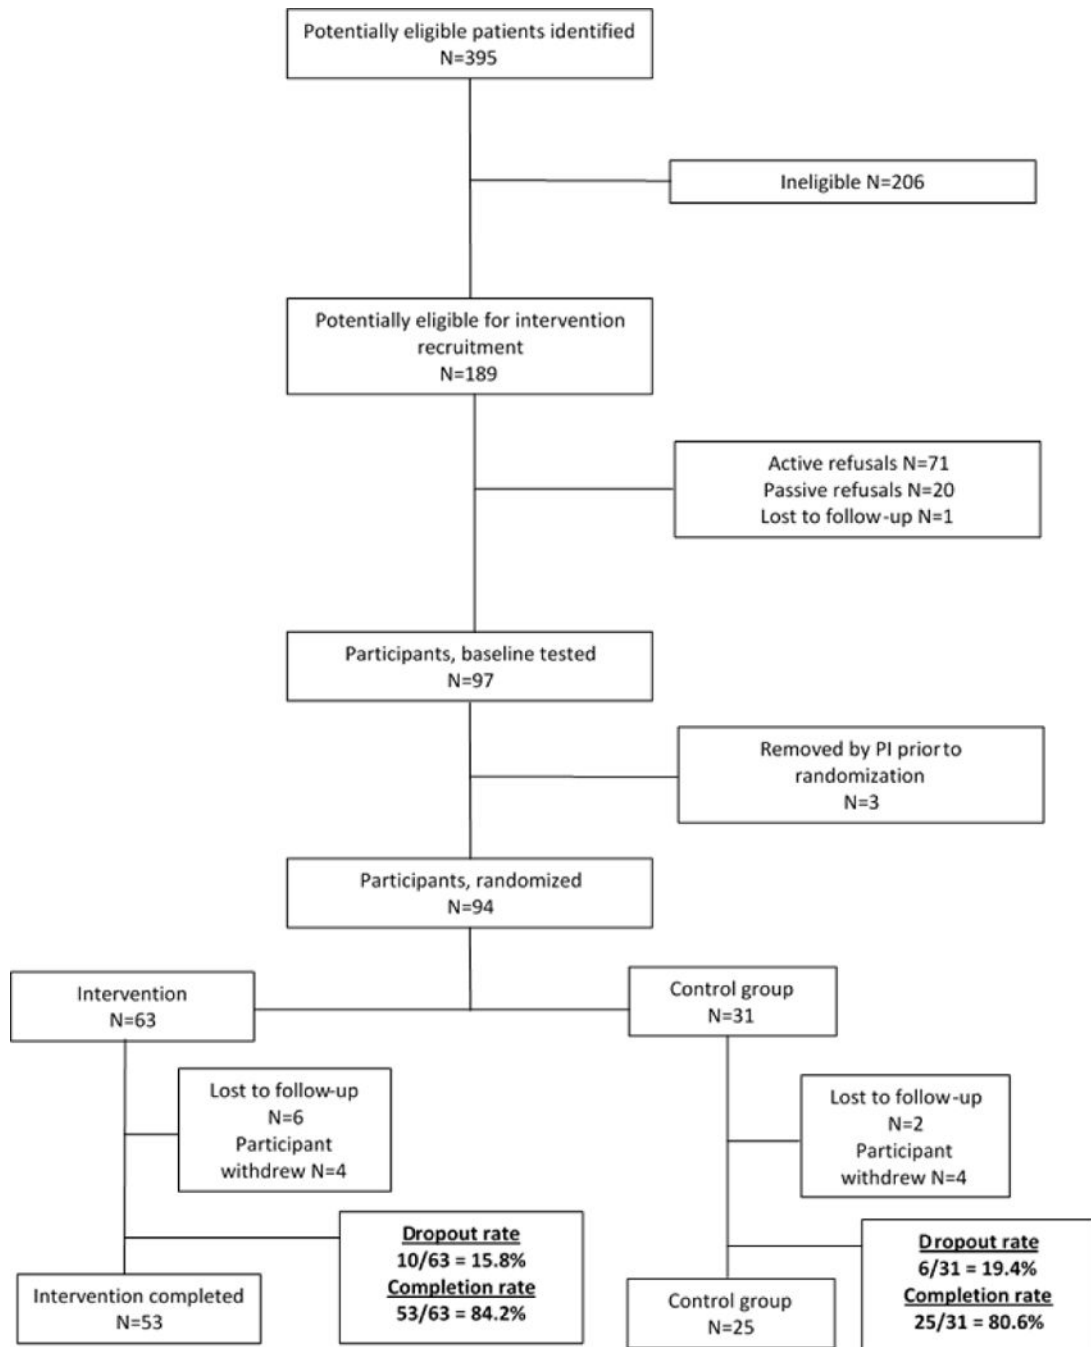 Potentially eligible patients identified
N=395
Ineligible N=206
Potentially eligible for intervention
recruitment
N=189
Active refusals N=71
Passive refusals N=20
Lost to follow-up N=1
Participants, baseline tested
N=97
Removed by PI prior to
randomization
N=3
Participants, randomized
N=94
Intervention
N=63
Control group
N=31
Lost to follow-up
N=6
Participant
withdrew N=4
Lost to follow-up
N=2
Participant
withdrew N=4
Dropout rate
10/63 = 15.8%
Completion rate
53/63 = 84.2%
Dropout rate
6/31 = 19.4%
Completion rate
25/31 = 80.6%
Intervention completed
N=53
Control group
N=25